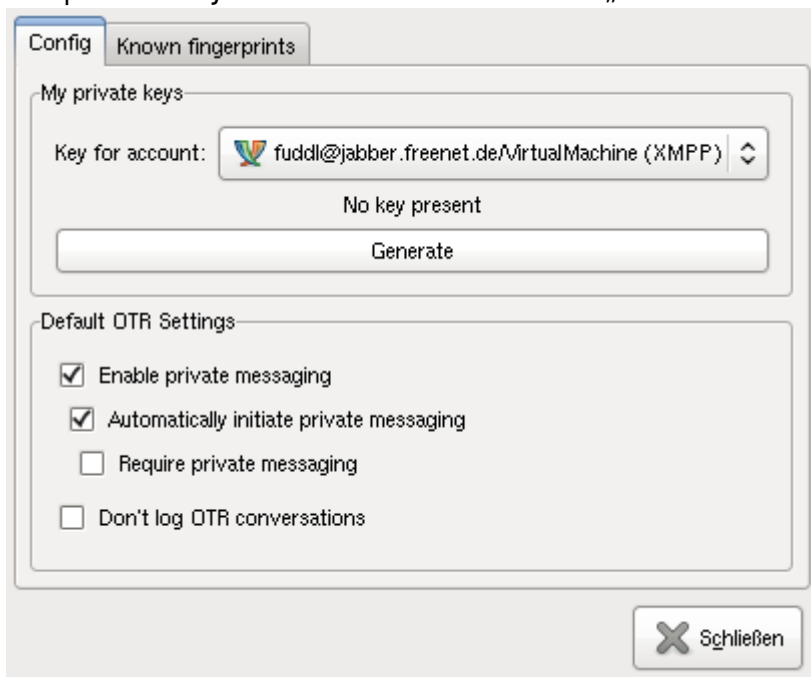 Config
Known fingerprints
My private keys
Key for account:
fuddl@jabber.freenet.de/VirtualMachine (XMPP)
No key present
Generate
Default OTR Settings
Enable private messaging
Automatically initiate private messaging
Require private messaging
Don't log OTR conversations
Schließen